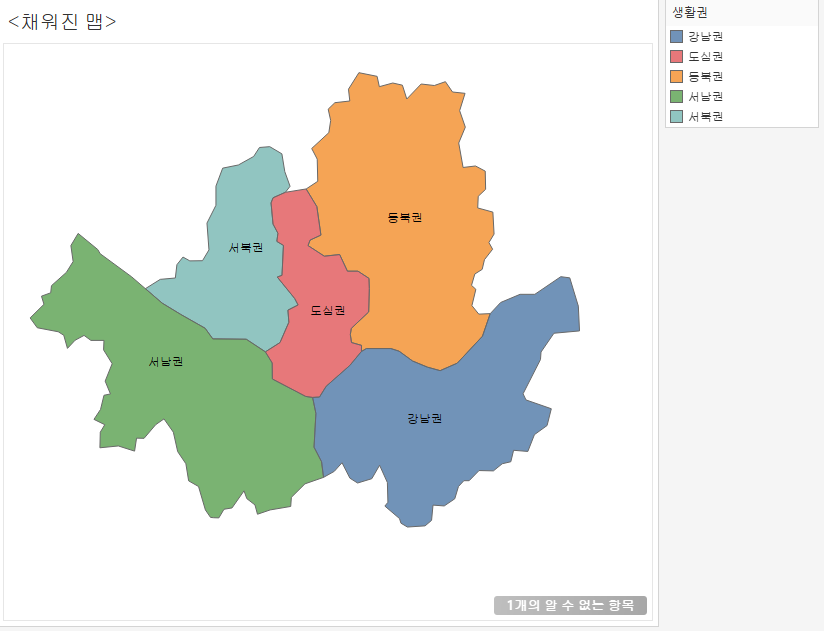 <채워진 맵>
생활권
강남권
도심권
동북권
서남권
서북권
동북권
서북권
도심권
서남권
강남권
1개의 알 수 없는 항목